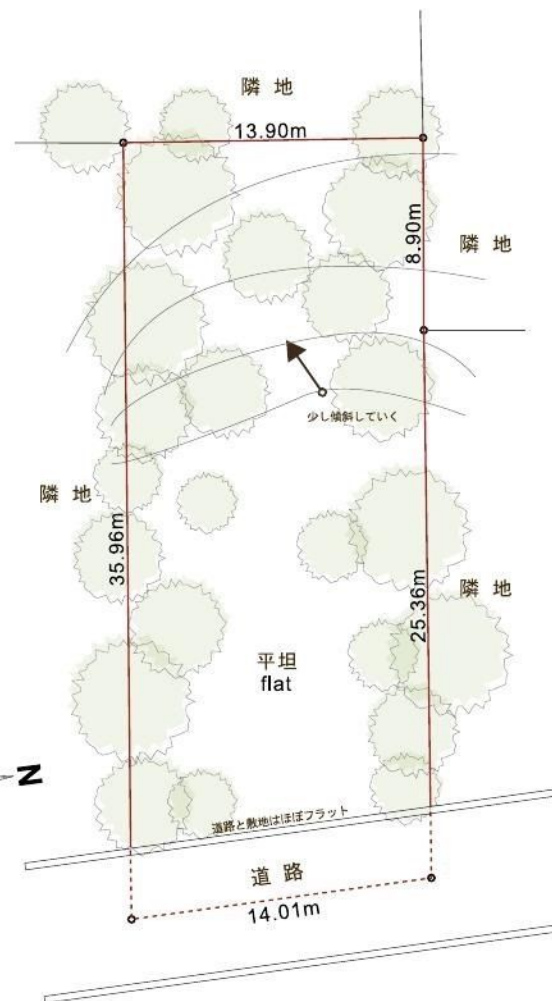 隣 地
13.90m
8.90m
隣 地
少し傾斜していく
隣 地
35.96m
25.36m
隣 地
平坦
flat
N
道路と敷地はほぼフラット
道 路
14.01m